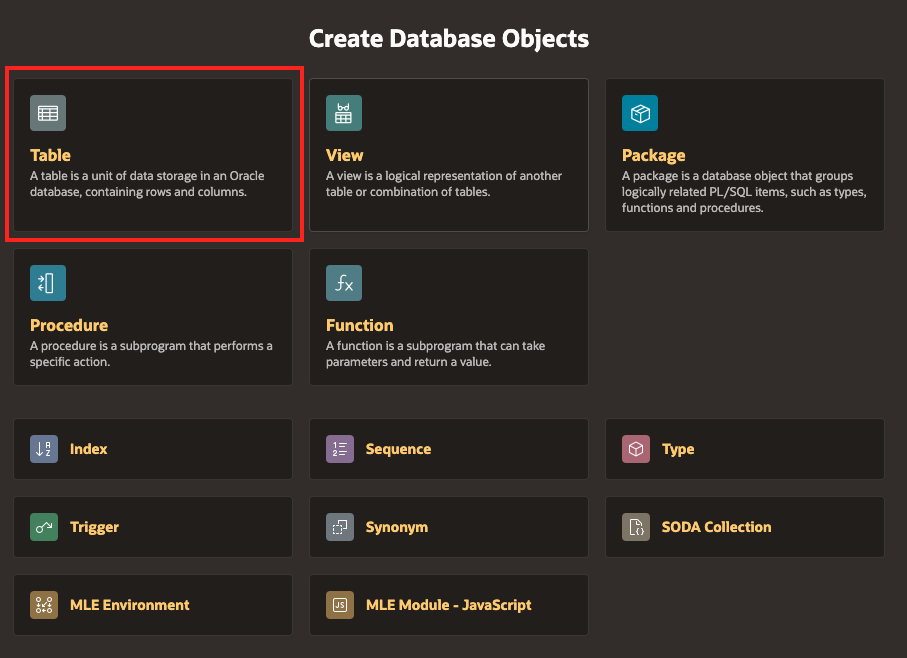 Create Database Objects
Table
A table is a unit of data storage in an Oracle
database, containing rows and columns.
View
A view is a logical representation of another
table or combination of tables.
Package
A package is a database object that groups
logically related PL/SQL items, such as types,
functions and procedures.
Procedure
A procedure is a subprogram that performs a
specific action.
Function
A function is a subprogram that can take
parameters and return a value.
Index
Sequence
Type
Trigger
Synonym
SODA Collection
MLE Environment
MLE Module - JavaScript